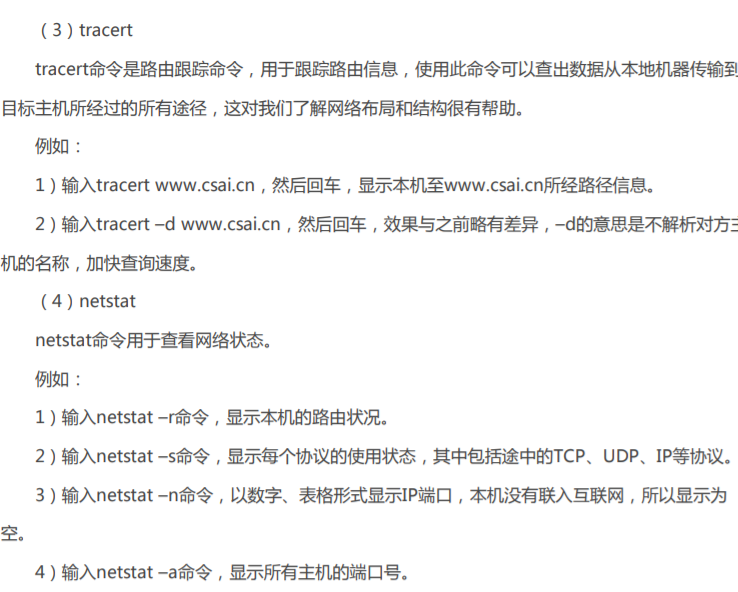 （3）tracert
tracert命令是路由跟踪命令，用于跟踪路由信息，使用此命令可以查出数据从本地机器传输到
目标主机所经过的所有途径，这对我们了解网络布局和结构很有帮助。
例如：
1）输入tracert www.csai.cn，然后回车，显示本机至www.csai.cn所经路径信息。
2）输入tracert –d www.csai.cn，然后回车，效果与之前略有差异，–d的意思是不解析对方主
机的名称，加快查询速度。
（4）netstat
netstat命令用于查看网络状态。
例如：
1）输入netstat –r命令，显示本机的路由状况。
2）输入netstat –s命令，显示每个协议的使用状态，其中包括途中的TCP、UDP、IP等协议。
3）输入netstat –n命令，以数字、表格形式显示IP端口，本机没有联入互联网，所以显示为
空。
4）输入netstat –a命令，显示所有主机的端口号。